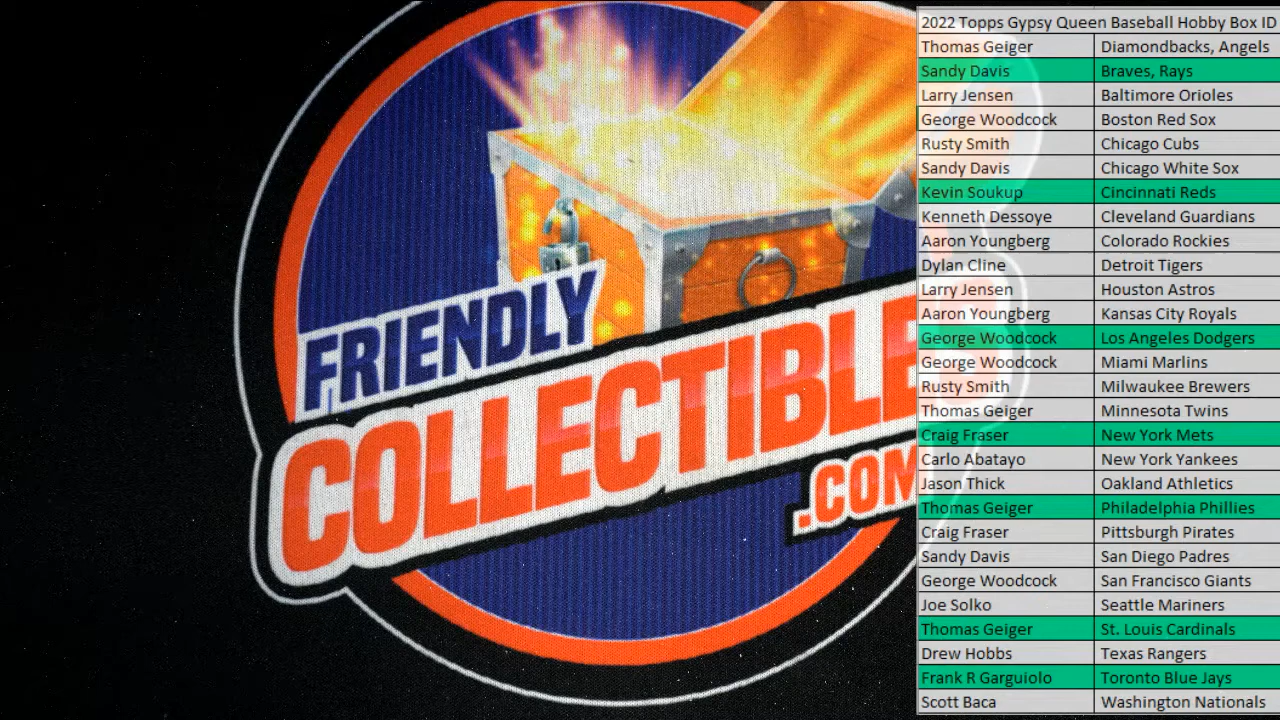 FRIENDLY
COLLECTIBLES
.COM
2022 Topps Gypsy Queen Baseball Hobby Box ID
Thomas Geiger Diamondbacks, Angels
Sandy Davis Braves, Rays
Larry Jensen Baltimore Orioles
George Woodcock Boston Red Sox
Rusty Smith Chicago Cubs
Sandy Davis Chicago White Sox
Kevin Soukup Cincinnati Reds
Kenneth Dessoye Cleveland Guardians
Aaron Youngberg Colorado Rockies
Dylan Cline Detroit Tigers
Larry Jensen Houston Astros
Aaron Youngberg Kansas City Royals
George Woodcock Los Angeles Dodgers
George Woodcock Miami Marlins
Rusty Smith Milwaukee Brewers
Thomas Geiger Minnesota Twins
Craig Fraser New York Mets
Carlo Abatayo New York Yankees
Jason Thick Oakland Athletics
Thomas Geiger Philadelphia Phillies
Craig Fraser Pittsburgh Pirates
Sandy Davis San Diego Padres
George Woodcock San Francisco Giants
Joe Solko Seattle Mariners
Thomas Geiger St. Louis Cardinals
Drew Hobbs Texas Rangers
Frank R Garguiolo Toronto Blue Jays
Scott Baca Washington Nationals